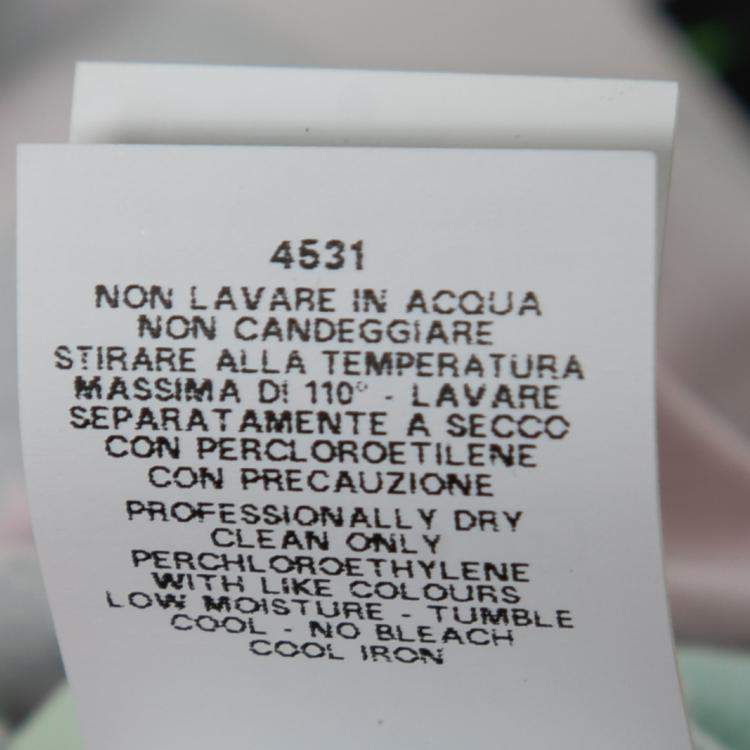 4531
NON LAVARE IN ACQUA
NON CANDEGGIARE
STIRARE ALLA TEMPERATURA
MASSIMA DI 110° - LAVARE
SEPARATAMENTE A SECCO
CON PERCLOROETILENE
CON PRECAUZIONE
PROFESSIONALLY DRY
CLEAN ONLY
PERCHLOROETHYLENE
WITH LIKE COLOURS
LOW MOISTURE - TUMBLE
COOL - NO BLEACH
COOL IRON